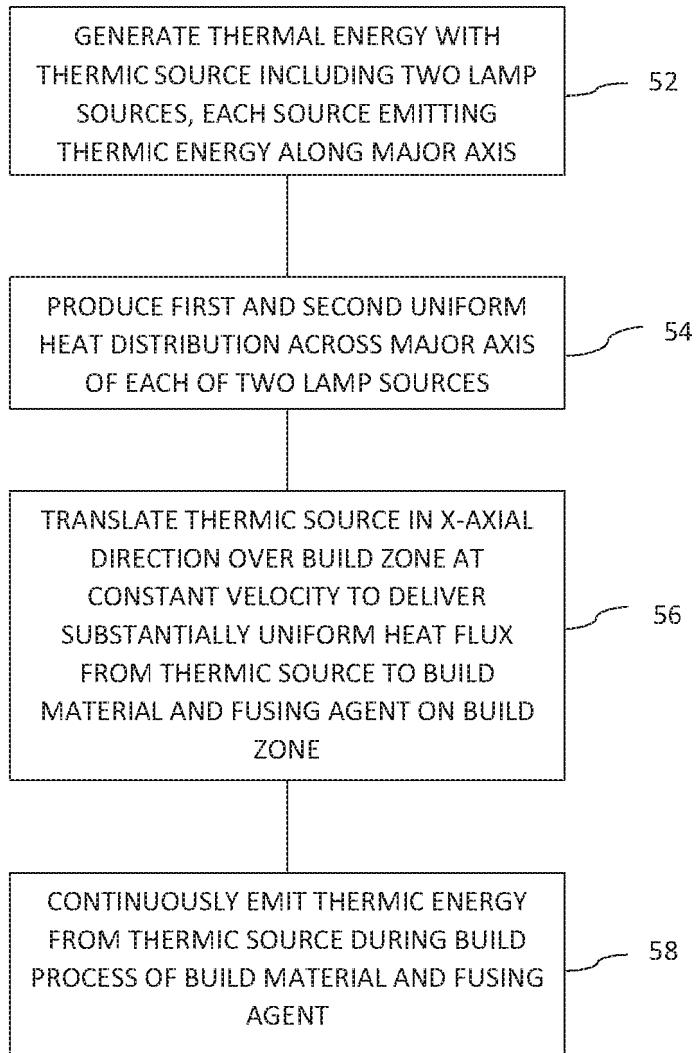 GENERATE THERMAL ENERGY WITH
THERMIC SOURCE INCLUDING TWO LAMP
SOURCES, EACH SOURCE EMITTING
THERMIC ENERGY ALONG MAJOR AXIS
52
PRODUCE FIRST AND SECOND UNIFORM
HEAT DISTRIBUTION ACROSS MAJOR AXIS
OF EACH OF TWO LAMP SOURCES
54
TRANSLATE THERMIC SOURCE IN X-AXIAL
DIRECTION OVER BUILD ZONE AT
CONSTANT VELOCITY TO DELIVER
SUBSTANTIALLY UNIFORM HEAT FLUX
FROM THERMIC SOURCE TO BUILD
MATERIAL AND FUSING AGENT ON BUILD
ZONE
56
CONTINUOUSLY EMIT THERMIC ENERGY
FROM THERMIC SOURCE DURING BUILD
PROCESS OF BUILD MATERIAL AND FUSING
AGENT
58